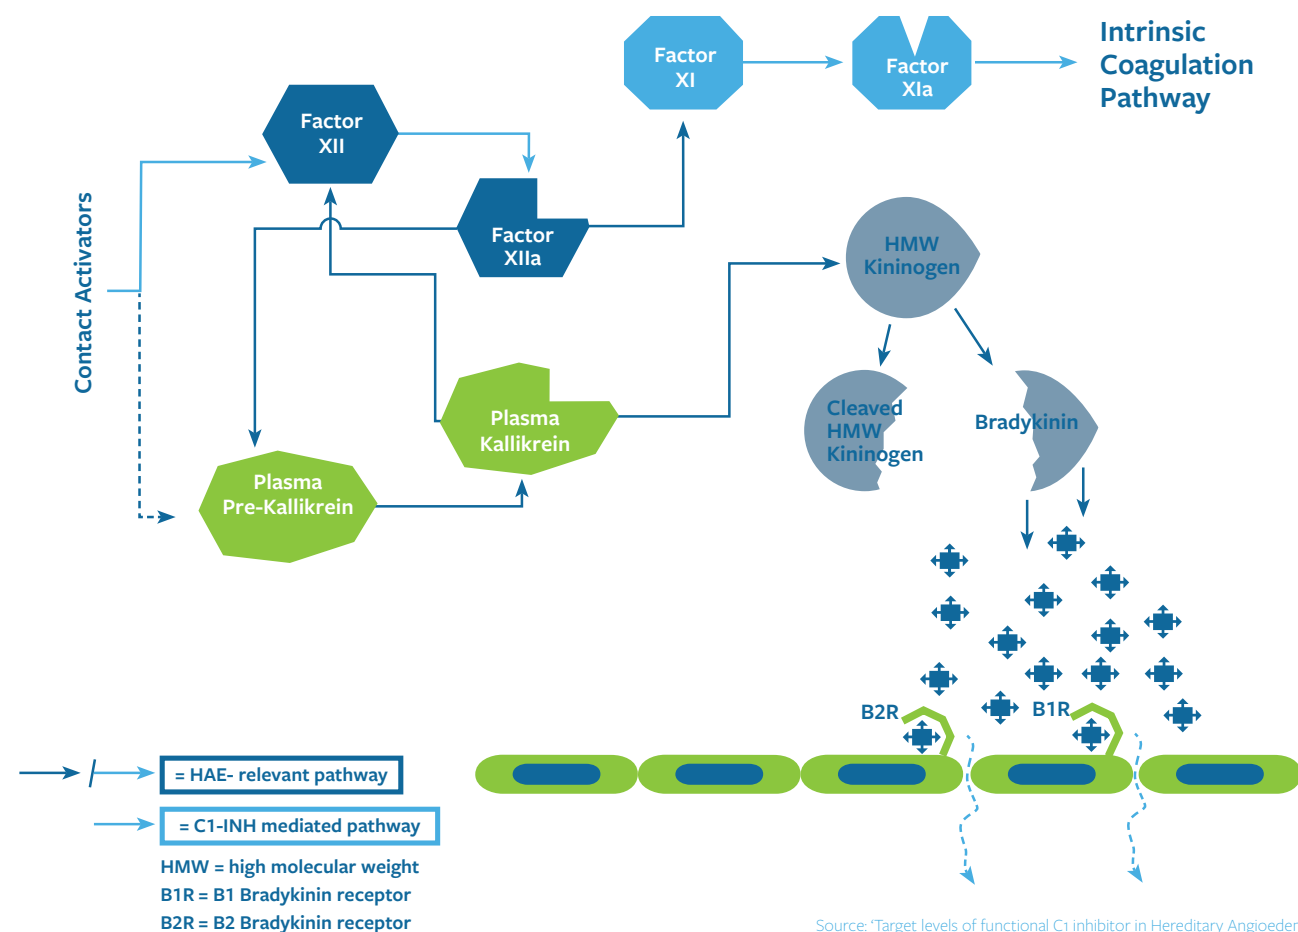 Intrinsic
Coagulation
Pathway
Factor
XI
Factor
XIa
Factor
XII
Factor
XIIa
Contact Activators
HMW
Kininogen
Plasma
Kallikrein
Cleaved
HMW
Kininogen
Bradykinin
Plasma
Pre-Kallikrein
B2R
B1R
= HAE- relevant pathway
= C1-INH mediated pathway
HMW = high molecular weight
B1R = B1 Bradykinin receptor
B2R = B2 Bradykinin receptor
Source: ‘Target levels of functional C1 inhibitor in Hereditary Angioeder